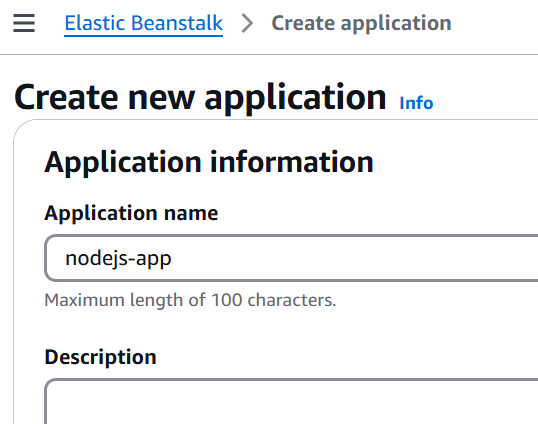 Elastic Beanstalk > Create application
Create new application Info
Application information
Application name
nodejs-app
Maximum length of 100 characters.
Description